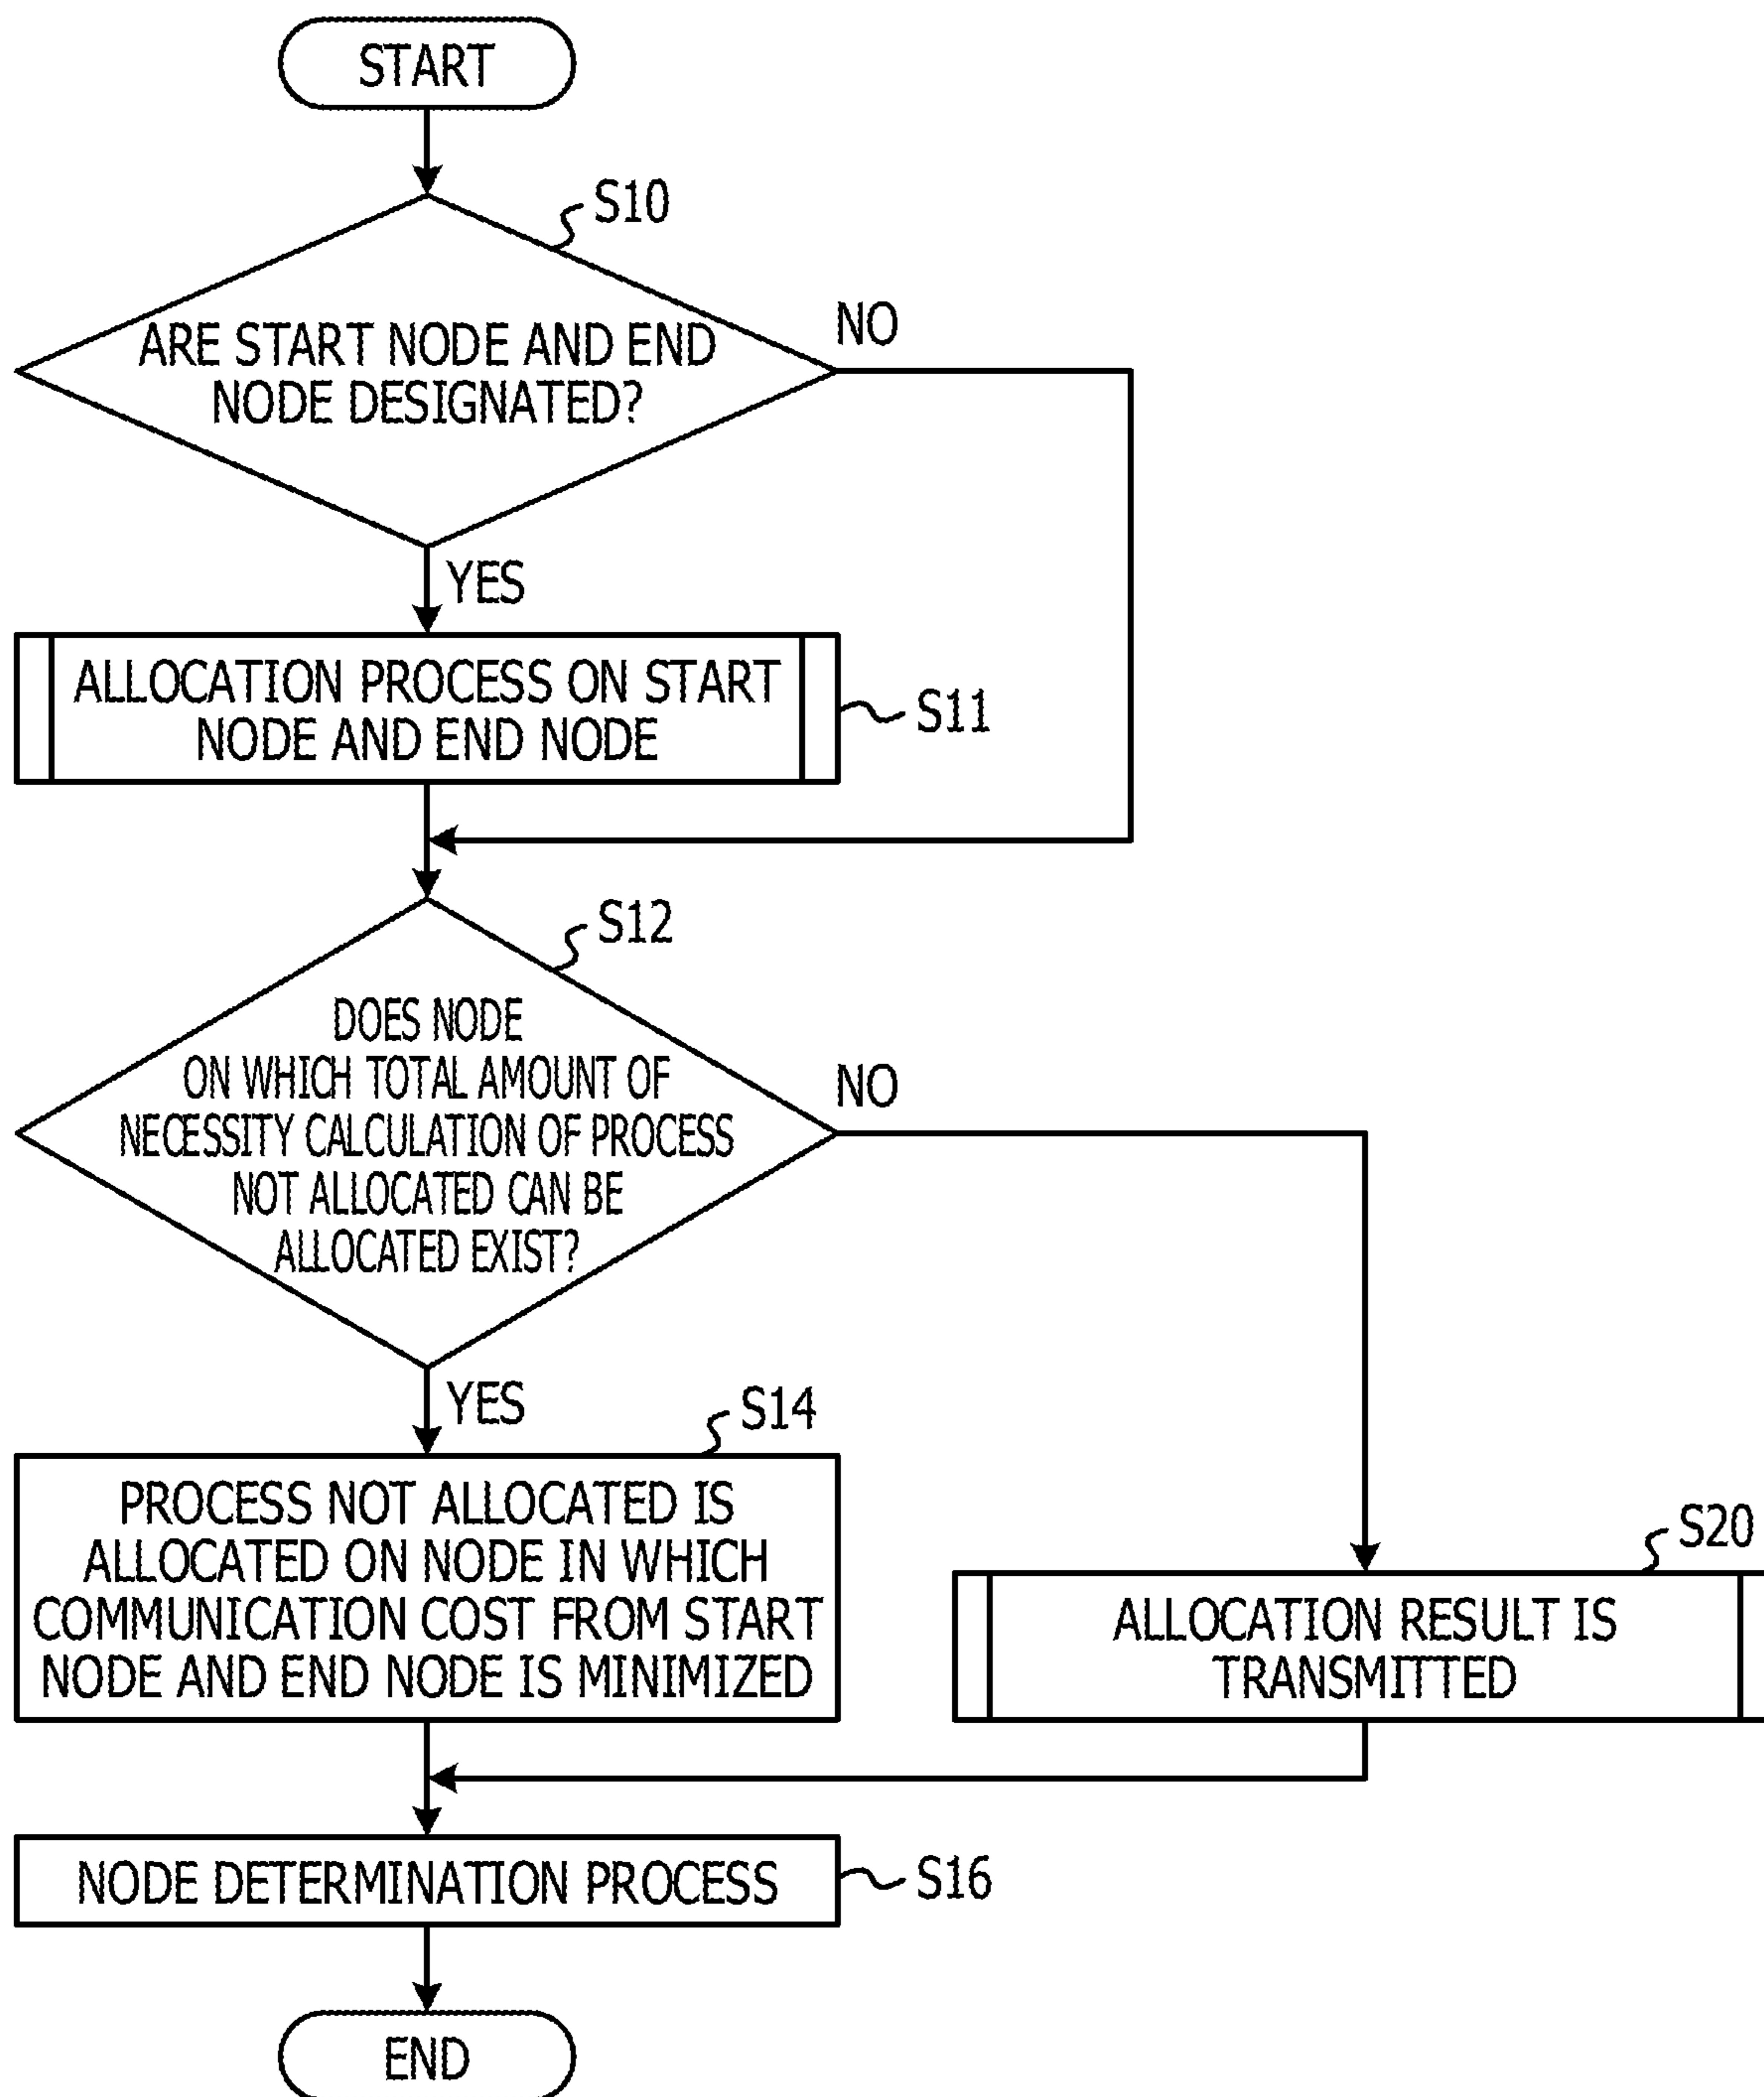 START
S10
ARE START NODE AND END
NODE DESIGNATED?
NO
YES
ALLOCATION PROCESS ON START
NODE AND END NODE
S11
S12
DOES NODE
ON WHICH TOTAL AMOUNT OF
NECESSITY CALCULATION OF PROCESS
NOT ALLOCATED CAN BE
ALLOCATED EXIST?
NO
YES
S14
PROCESS NOT ALLOCATED IS
ALLOCATED ON NODE IN WHICH
COMMUNICATION COST FROM START
NODE AND END NODE IS MINIMIZED
S20
ALLOCATION RESULT IS
TRANSMITTED
NODE DETERMINATION PROCESS
S16
END